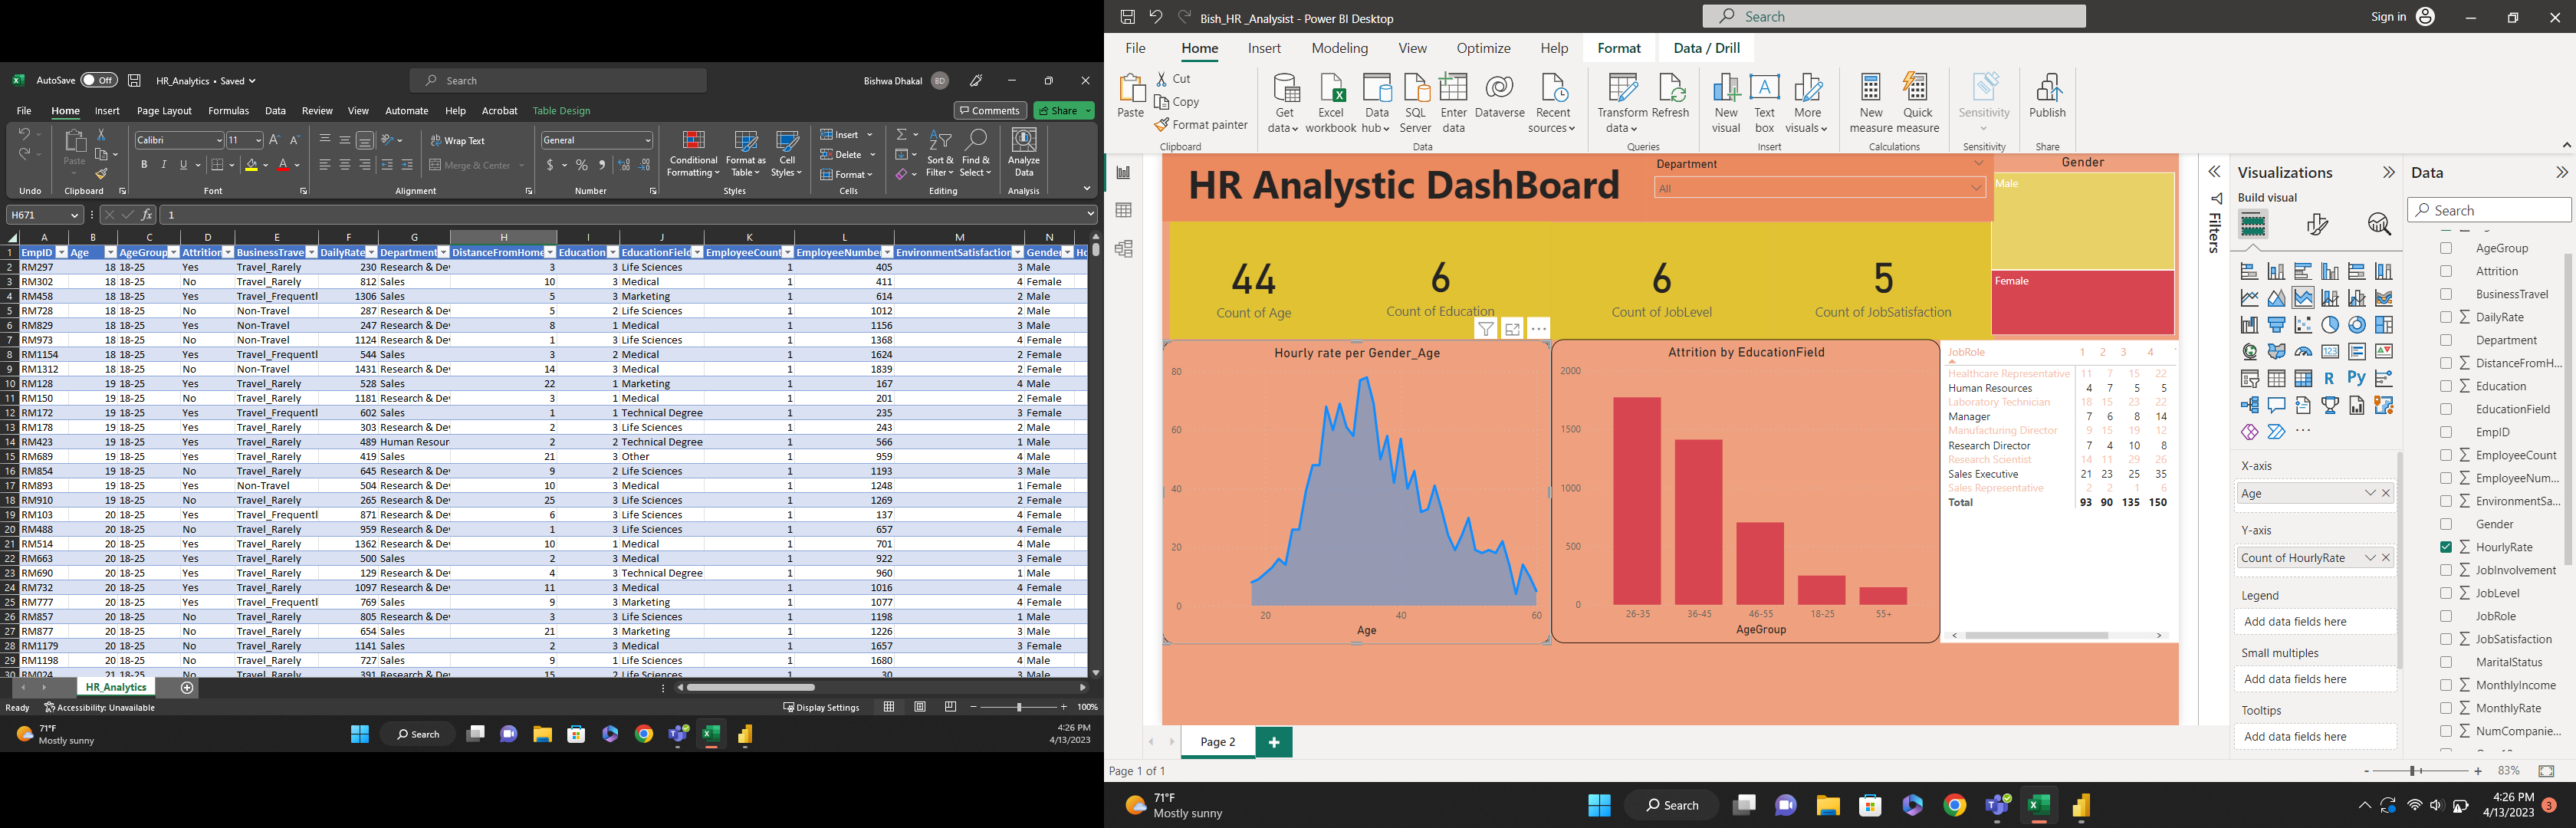 AutoSave Off HR_Analytics • Saved Search Bishwa Dhakal BD
File Home Insert Page Layout Formulas Data Review View Automate Help Acrobat Table Design Comments Share
Paste Calibri 11 Wrap Text Merge & Center General Conditional Formatting Format as Table Cell Styles Insert Delete Format Sort & Filter Find & Select Analyze Data
Undo Clipboard Font Alignment Number Styles Cells Editing Analysis
H671 fx 1
A B C D E F G H I J K L M N
1 EmpID Age AgeGroup Attrition BusinessTrave DailyRate Department DistanceFromHome Education EducationField EmployeeCount EmployeeNumber EnvironmentSatisfaction Gender Ho
2 RM297 18 18-25 Yes Travel_Rarely 230 Research & De 3 3 Life Sciences 1 405 3 Male
3 RM302 18 18-25 No Travel_Rarely 812 Sales 10 3 Medical 1 411 4 Female
4 RM458 18 18-25 Yes Travel_Frequentl 1306 Sales 5 3 Marketing 1 614 2 Male
5 RM728 18 18-25 No Non-Travel 287 Research & De 5 2 Life Sciences 1 1012 2 Male
6 RM829 18 18-25 Yes Non-Travel 247 Research & De 8 1 Medical 1 1156 3 Male
7 RM973 18 18-25 No Non-Travel 1124 Research & De 1 3 Life Sciences 1 1368 4 Female
8 RM1154 18 18-25 Yes Travel_Frequentl 544 Sales 3 2 Medical 1 1624 2 Female
9 RM1312 18 18-25 No Non-Travel 1431 Research & De 14 3 Medical 1 1839 2 Female
10 RM128 19 18-25 Yes Travel_Rarely 528 Sales 22 1 Marketing 1 167 4 Male
11 RM150 19 18-25 No Travel_Rarely 1181 Research & De 3 1 Medical 1 201 2 Female
12 RM172 19 18-25 Yes Travel_Frequentl 602 Sales 1 1 Technical Degree 1 235 3 Female
13 RM178 19 18-25 Yes Travel_Rarely 303 Research & De 2 3 Life Sciences 1 243 2 Male
14 RM423 19 18-25 Yes Travel_Rarely 489 Human Resour 2 2 Technical Degree 1 566 1 Male
15 RM689 19 18-25 Yes Travel_Rarely 419 Sales 21 3 Other 1 959 4 Male
16 RM854 19 18-25 No Travel_Rarely 645 Research & De 9 2 Life Sciences 1 1193 3 Male
17 RM893 19 18-25 Yes Non-Travel 504 Research & De 10 3 Medical 1 1248 1 Female
18 RM910 19 18-25 No Travel_Rarely 265 Research & De 25 3 Life Sciences 1 1269 2 Female
19 RM103 20 18-25 Yes Travel_Frequentl 871 Research & De 6 3 Life Sciences 1 137 4 Female
20 RM488 20 18-25 No Travel_Rarely 959 Research & De 1 3 Life Sciences 1 657 4 Female
21 RM514 20 18-25 Yes Travel_Rarely 1362 Research & De 10 1 Medical 1 701 4 Male
22 RM663 20 18-25 Yes Travel_Rarely 500 Sales 2 3 Medical 1 922 3 Female
23 RM690 20 18-25 Yes Travel_Rarely 129 Research & De 4 3 Technical Degree 1 960 1 Male
24 RM732 20 18-25 Yes Travel_Rarely 1097 Research & De 11 3 Medical 1 1016 4 Female
25 RM777 20 18-25 Yes Travel_Frequentl 769 Sales 9 3 Marketing 1 1077 4 Female
26 RM857 20 18-25 No Travel_Rarely 805 Research & De 3 3 Life Sciences 1 1198 1 Male
27 RM877 20 18-25 No Travel_Rarely 654 Sales 21 3 Marketing 1 1226 3 Male
28 RM1179 20 18-25 No Travel_Rarely 1141 Sales 2 3 Medical 1 1657 3 Female
29 RM1198 20 18-25 No Travel_Rarely 727 Sales 9 1 Life Sciences 1 1680 4 Male
30 RM024 21 18-25 No Travel_Rarely 391 Research & De 15 2 Life Sciences 1 30 3 Male
HR_Analytics
Ready Accessibility: Unavailable Display Settings 100%
71°F Mostly sunny Search 4:26 PM 4/13/2023
Bish_HR _Analysist - Power BI Desktop Search Sign in
File Home Insert Modeling View Optimize Help Format Data / Drill
Paste Cut Copy Format painter Get data Excel workbook Data hub SQL Server Enter data Dataverse Recent sources Transform data Refresh New visual Text box More visuals New measure Quick measure Sensitivity Publish
Clipboard Data Queries Insert Calculations Sensitivity Share
HR Analystic DashBoard
Department
All
Gender
Male
Female
44 6 6 5
Count of Age Count of Education Count of JobLevel Count of JobSatisfaction
Hourly rate per Gender_Age
80
60
40
20
0
20 40 60
Age
Attrition by EducationField
2000
1500
1000
500
0
26-35 36-45 46-55 18-25 55+
AgeGroup
JobRole 1 2 3 4
Healthcare Representative 11 7 15 22
Human Resources 4 7 5 5
Laboratory Technician 18 15 23 22
Manager 7 6 8 14
Manufacturing Director 9 15 19 12
Research Director 7 4 10 8
Research Scientist 14 11 29 26
Sales Executive 21 23 25 35
Sales Representative 2 2 1 6
Total 93 90 135 150
Filters
Visualizations
Build visual
123
R Py
X-axis
Age
Y-axis
Count of HourlyRate
Legend
Add data fields here
Small multiples
Add data fields here
Tooltips
Add data fields here
Data
Search
AgeGroup
Attrition
BusinessTravel
DailyRate
Department
DistanceFromH...
Education
EducationField
EmpID
EmployeeCount
EmployeeNum...
EnvironmentSa...
Gender
HourlyRate
JobInvolvement
JobLevel
JobRole
JobSatisfaction
MaritalStatus
MonthlyIncome
MonthlyRate
NumCompanie...
Page 2
Page 1 of 1 83%
71°F Mostly sunny Search 4:26 PM 4/13/2023 3